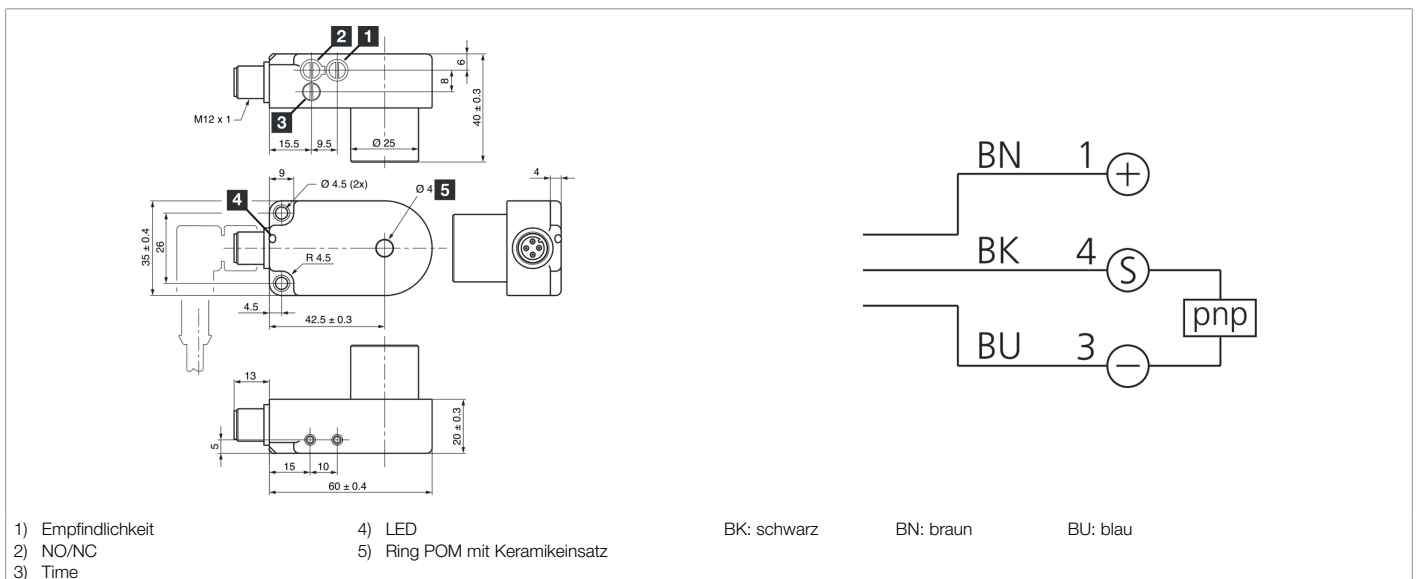 2 1
6
8
40 ± 0.3
M12 x 1
3
15.5 9.5 Ø 25
9
Ø 4.5 (2x)
Ø 4 5
4
4
35 ± 0.4
26
R 4.5
4.5
42.5 ± 0.3
13
5
20 ± 0.3
15 10
60 ± 0.4
BN 1 +
BK 4 S
pnp
BU 3 −
1) Empfindlichkeit
2) NO/NC
3) Time
4) LED
5) Ring POM mit Keramikeinsatz
BK: schwarz BN: braun BU: blau